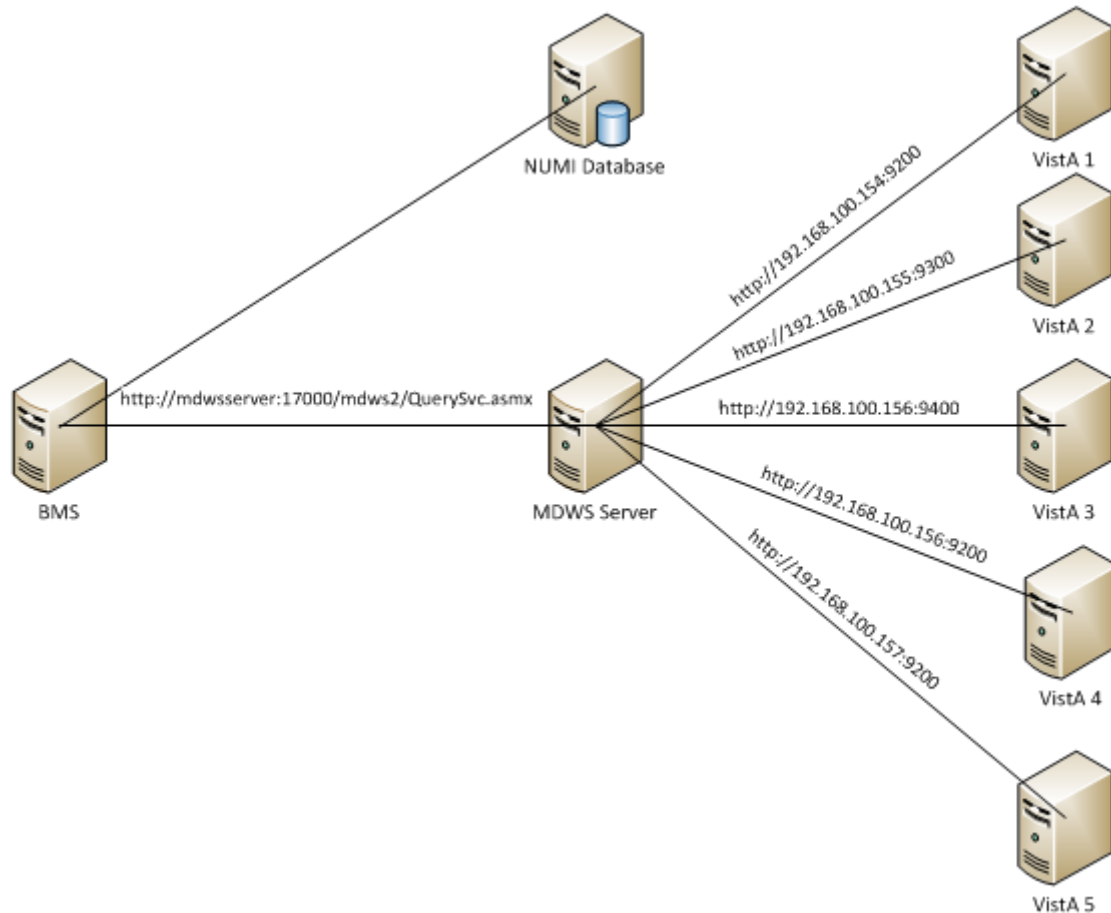 NUMI Database
VistA 1
http://192.168.100.154:9200
VistA 2
http://192.168.100.155:9300
http://mdwsserver:17000/mdws2/QuerySvc.asmx
http://192.168.100.156:9400
BMS
MDWS Server
VistA 3
http://192.168.100.156:9200
VistA 4
http://192.168.100.157:9200
VistA 5